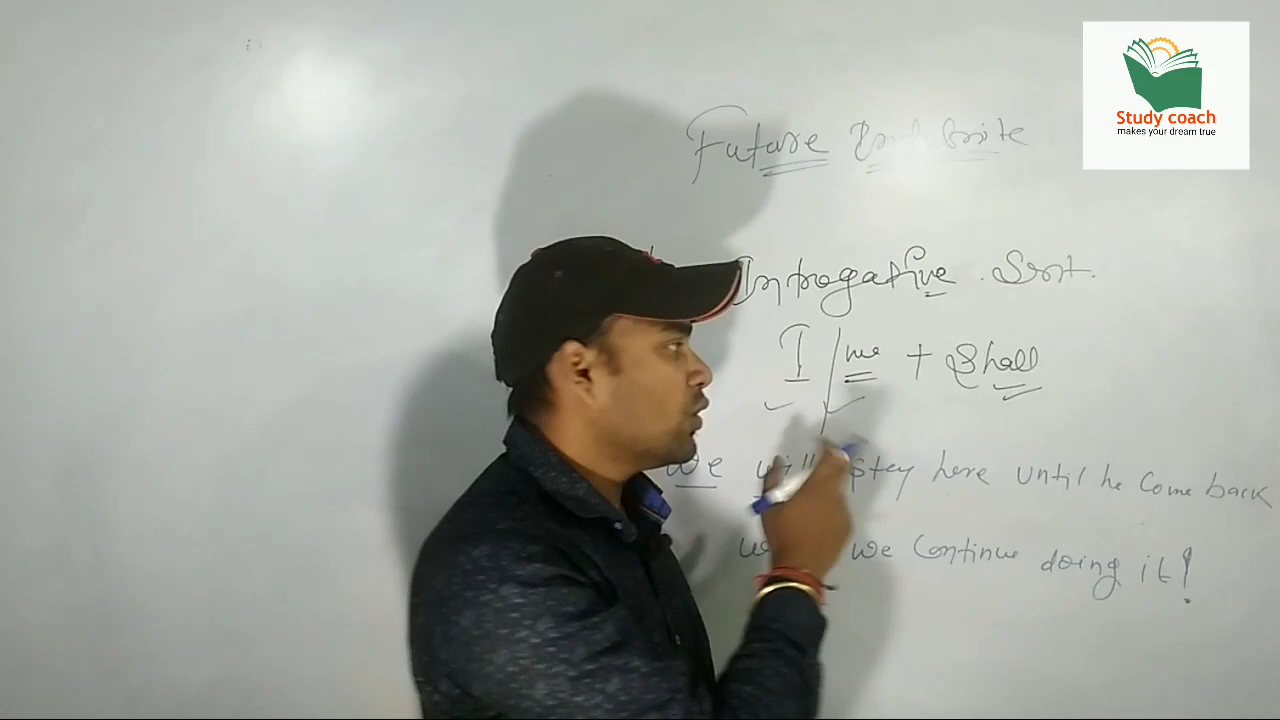 Study coach
makes your dream true
Future
Introgative Sent.
I / we + Shall
We will stay here until he come back
we continue doing it?